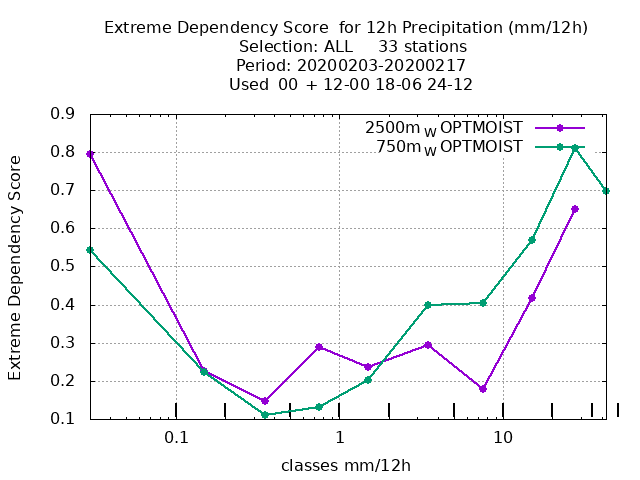 Extreme Dependency Score  for 12h Precipitation (mm/12h)
Selection: ALL     33 stations
Period: 20200203-20200217
Used  00  + 12-00 18-06 24-12
2500m W OPTMOIST
750m W OPTMOIST
Extreme Dependency Score
0.9
0.8
0.7
0.6
0.5
0.4
0.3
0.2
0.1
0.1 1 10
classes mm/12h